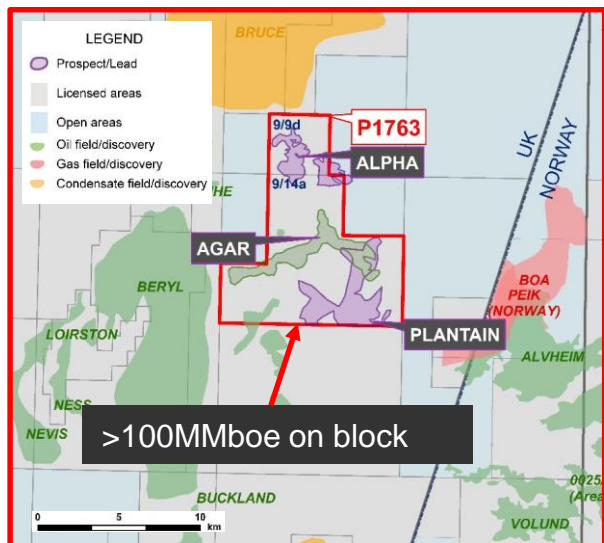 LEGEND
Prospect/Lead
Licensed areas
Open areas
Oil field/discovery
Gas field/discovery
Condensate field/discovery
BRUCE
9/9d
P1763
ALPHA
9/14a
HE
AGAR
BERYL
LOIRSTON
NESS
NEVIS
PLANTAIN
UK
NORWAY
BOA
PEIK
(NORWAY)
ALVHEIM
>100MMboe on block
BUCKLAND
0025
(Area
VOLUND
0 5 10
km